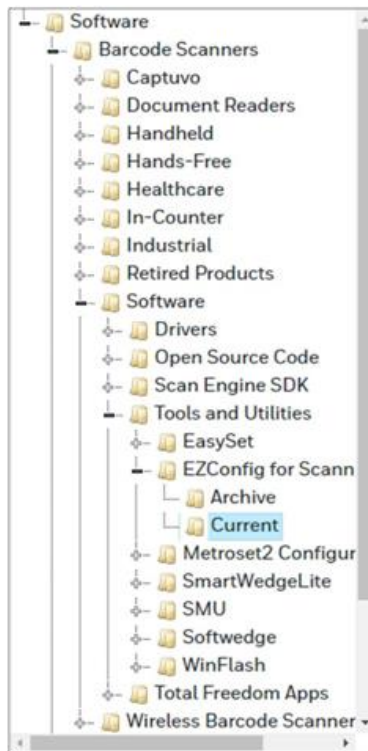 Software
Barcode Scanners
Captuvo
Document Readers
Handheld
Hands-Free
Healthcare
In-Counter
Industrial
Retired Products
Software
Drivers
Open Source Code
Scan Engine SDK
Tools and Utilities
EasySet
EZConfig for Scann
Archive
Current
Metroset2 Configur
SmartWedgeLite
SMU
Softwedge
WinFlash
Total Freedom Apps
Wireless Barcode Scanner